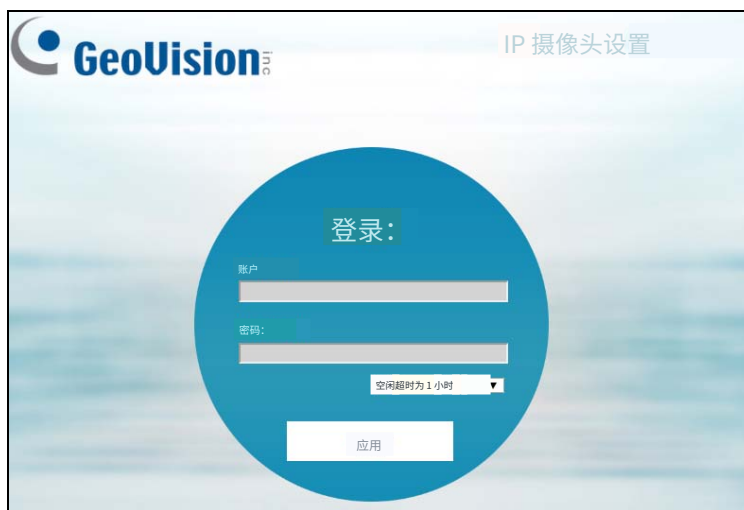 GeoVision inc
IP 摄像头设置
登录：
账户
密码：
空闲超时为 1 小时
应用